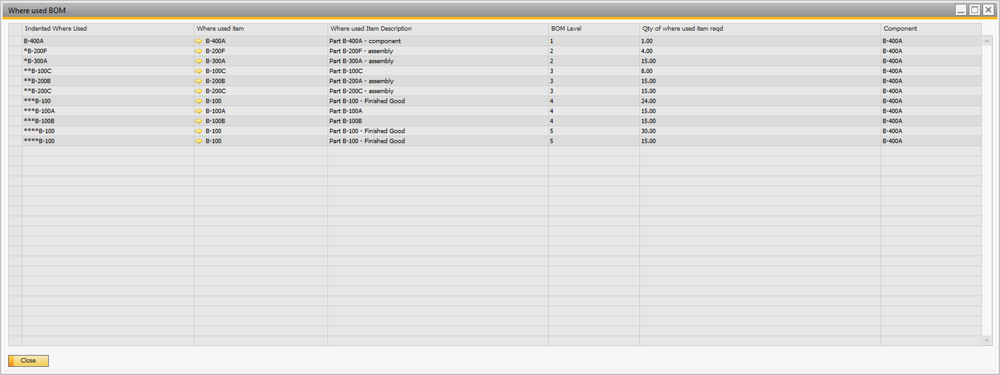 Where used BOM
Indented Where Used Where used item Where used Item Description BOM Level Qty of where used item reqd Component
B-400A B-400A Part B-400A - component 1 1.00 B-400A
*B-200F B-200F Part B-200F - assembly 2 4.00 B-400A
*B-300A B-300A Part B-300A - assembly 2 15.00 B-400A
**B-100C B-100C Part B-100C 3 8.00 B-400A
**B-200B B-200B Part B-200A - assembly 3 15.00 B-400A
**B-200C B-200C Part B-200C - assembly 3 15.00 B-400A
***B-100 B-100 Part B-100 - Finished Good 4 24.00 B-400A
***B-100A B-100A Part B-100A 4 15.00 B-400A
***B-100B B-100B Part B-100B 4 15.00 B-400A
****B-100 B-100 Part B-100 - Finished Good 5 30.00 B-400A
****B-100 B-100 Part B-100 - Finished Good 5 15.00 B-400A
Close